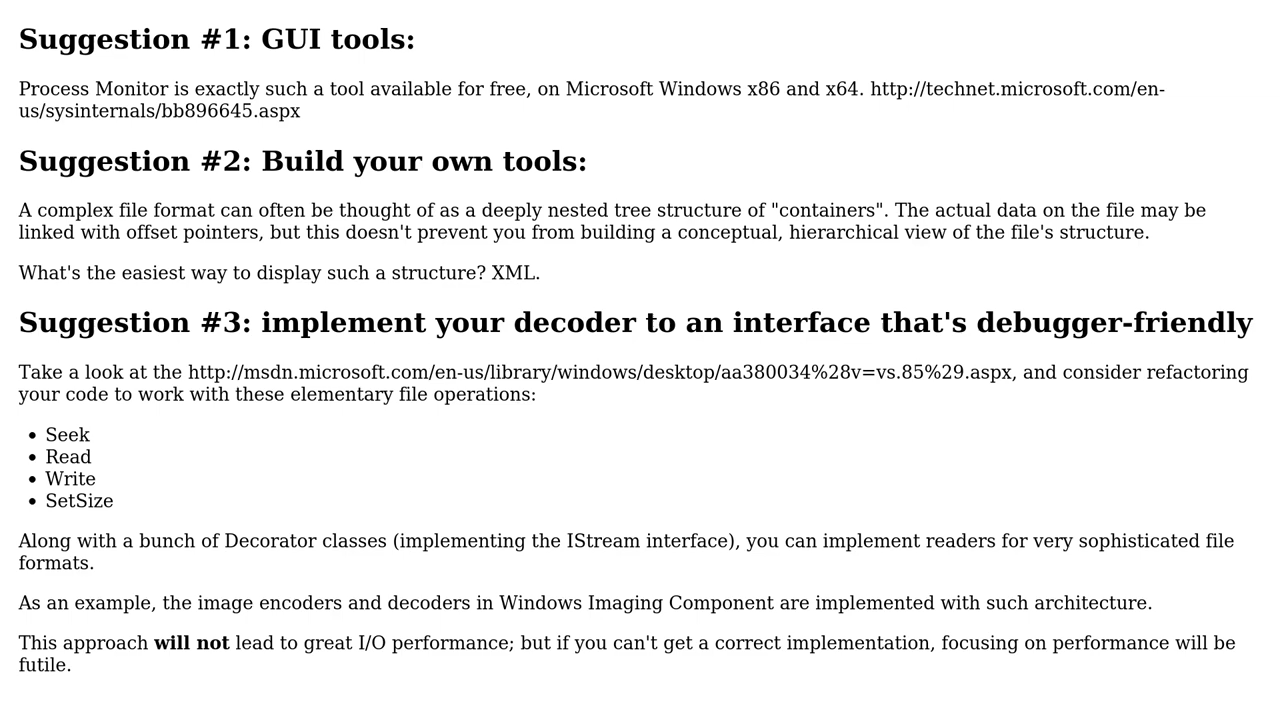 Suggestion #1: GUI tools:
Process Monitor is exactly such a tool available for free, on Microsoft Windows x86 and x64. http://technet.microsoft.com/en-
us/sysinternals/bb896645.aspx
Suggestion #2: Build your own tools:
A complex file format can often be thought of as a deeply nested tree structure of "containers". The actual data on the file may be
linked with offset pointers, but this doesn't prevent you from building a conceptual, hierarchical view of the file's structure.
What's the easiest way to display such a structure? XML.
Suggestion #3: implement your decoder to an interface that's debugger-friendly
Take a look at the http://msdn.microsoft.com/en-us/library/windows/desktop/aa380034%28v=vs.85%29.aspx, and consider refactoring
your code to work with these elementary file operations:
• Seek
• Read
• Write
• SetSize
Along with a bunch of Decorator classes (implementing the IStream interface), you can implement readers for very sophisticated file
formats.
As an example, the image encoders and decoders in Windows Imaging Component are implemented with such architecture.
This approach will not lead to great I/O performance; but if you can't get a correct implementation, focusing on performance will be
futile.